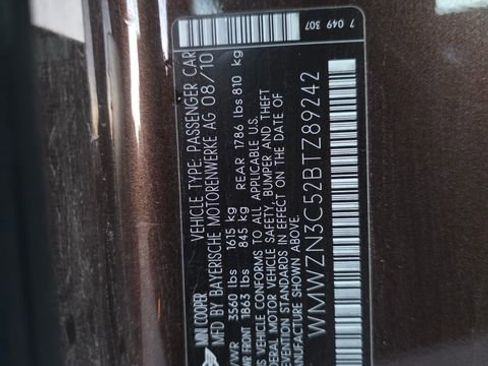 MINI COOPER
VEHICLE TYPE: PASSENGER CAR
MFD BY BAYERISCHE MOTORENWERKE AG 08/10
GVWR 3560 lbs 1615 kg
GAWR FRONT 1863 lbs 845 kg REAR 1786 lbs 810 kg
THIS VEHICLE CONFORMS TO ALL APPLICABLE U.S.
FEDERAL MOTOR VEHICLE SAFETY, BUMPER AND THEFT
PREVENTION STANDARDS IN EFFECT ON THE DATE OF
MANUFACTURE SHOWN ABOVE.
WMWZN3C52BTZ89242
7 049 307